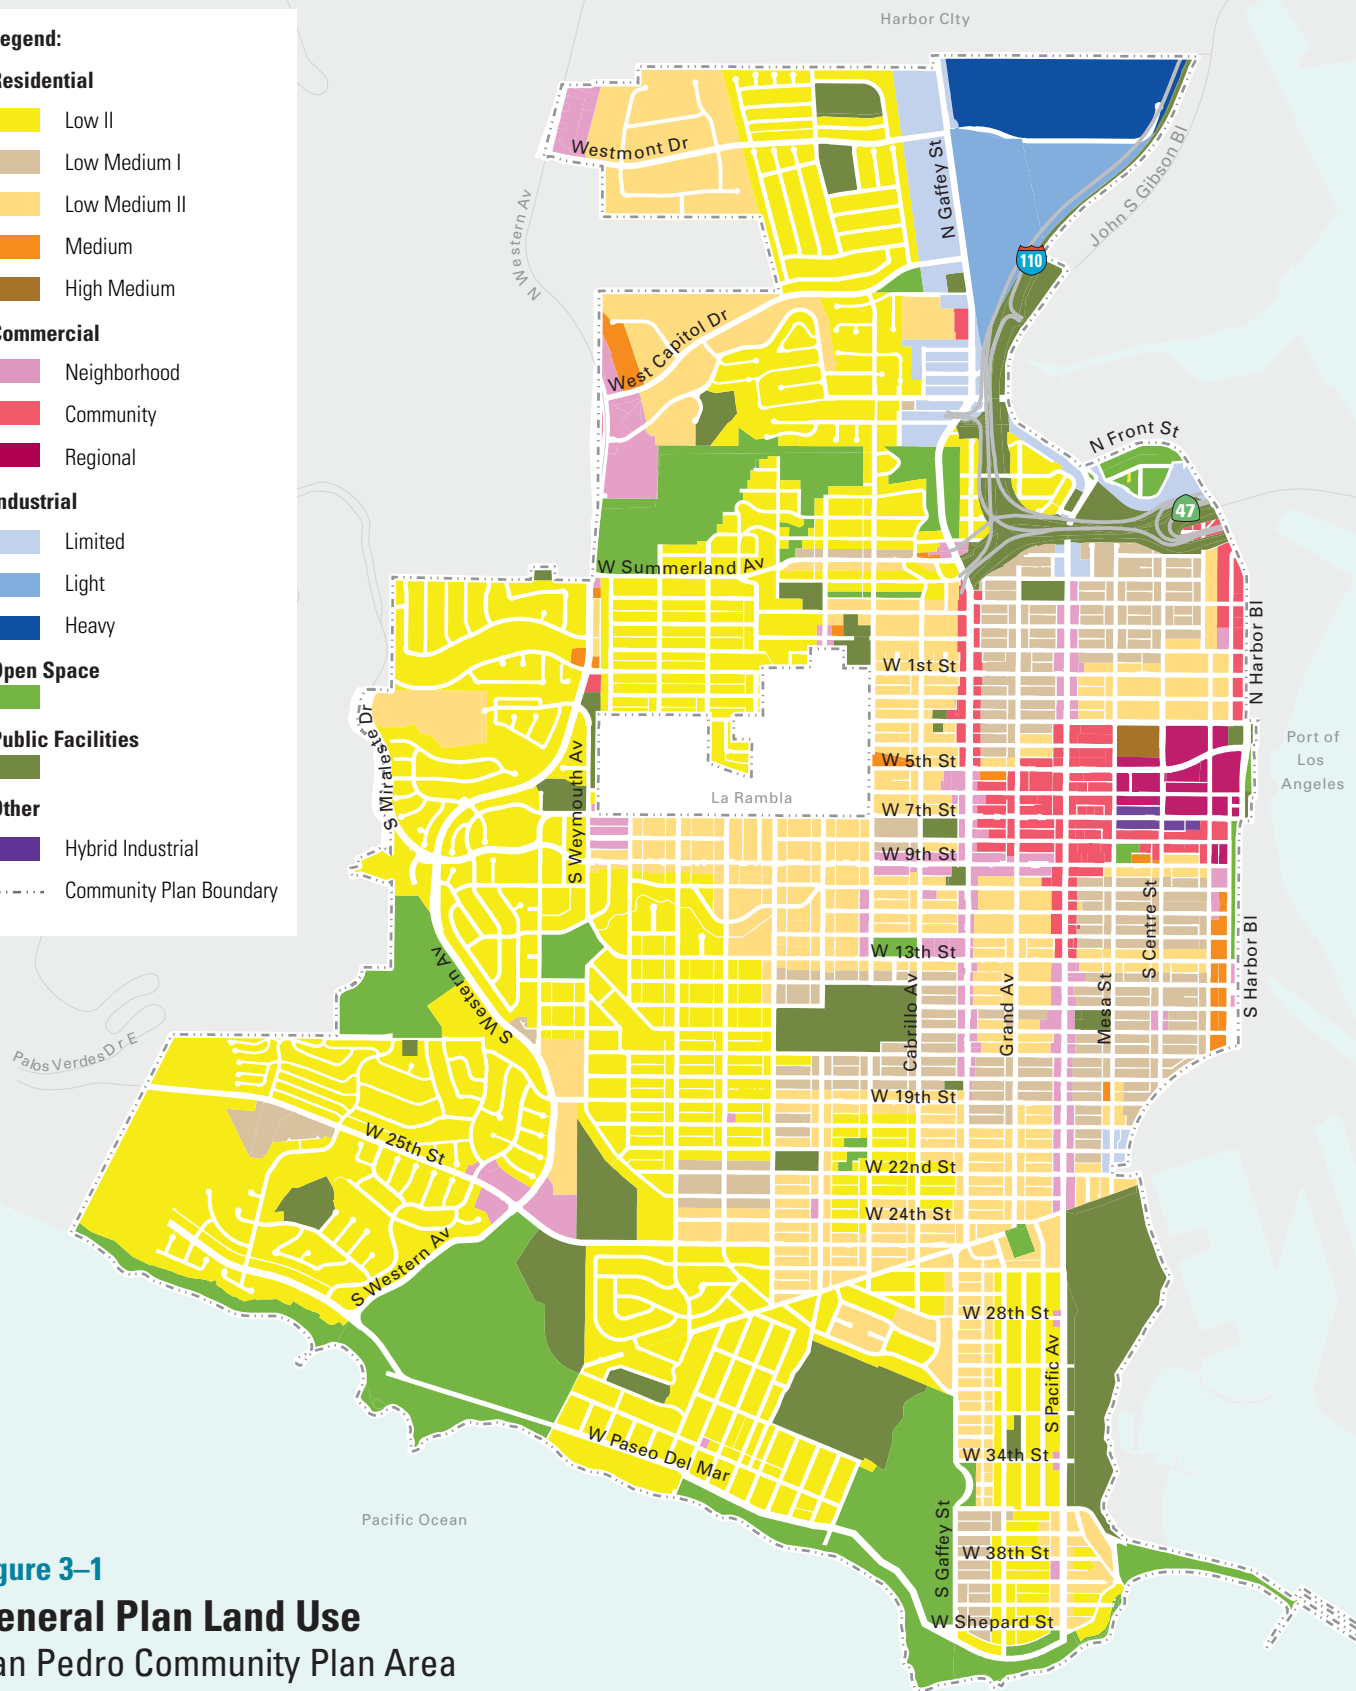 egend:
Residential
Low II
Low Medium I
Low Medium II
Medium
High Medium
Commercial
Neighborhood
Community
Regional
Industrial
Limited
Light
Heavy
Open Space
Public Facilities
Other
Hybrid Industrial
Community Plan Boundary
Harbor CIty
Westmont Dr
N Gaffey St
John S Gibson Bl
N Western Av
110
West Capitol Dr
N Front St
47
W Summerland Av
N Harbor Bl
W 1st St
S Miraleste Dr
Port of
Los
Angeles
S Weymouth Av
W 5th St
La Rambla
W 7th St
W 9th St
S Centre St
W 13th St
S Western Av
Cabrillo Av
Grand Av
Mesa St
S Harbor Bl
Palos Verdes Dr E
W 19th St
W 25th St
W 22nd St
W 24th St
S Western Av
W 28th St
S Pacific Av
W Paseo Del Mar
W 34th St
Pacific Ocean
S Gaffey St
W 38th St
W Shepard St
gure 3–1
eneral Plan Land Use
an Pedro Community Plan Area